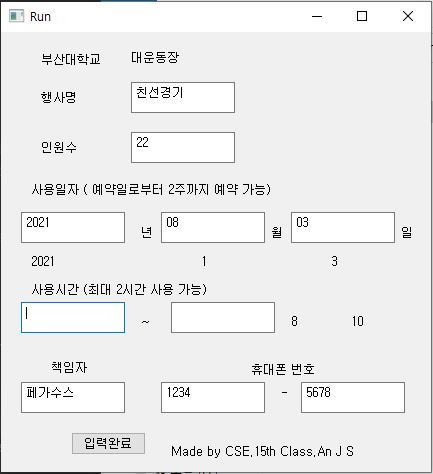 Run
부산대학교 대운동장
행사명 친선경기
인원수 22
사용일자 ( 예약일로부터 2주까지 예약 가능)
2021 년 08 월 03 일
2021 1 3
사용시간 (최대 2시간 사용 가능)
~ 8 10
책임자 휴대폰 번호
페가수스 1234 - 5678
입력완료 Made by CSE,15th Class,An J S